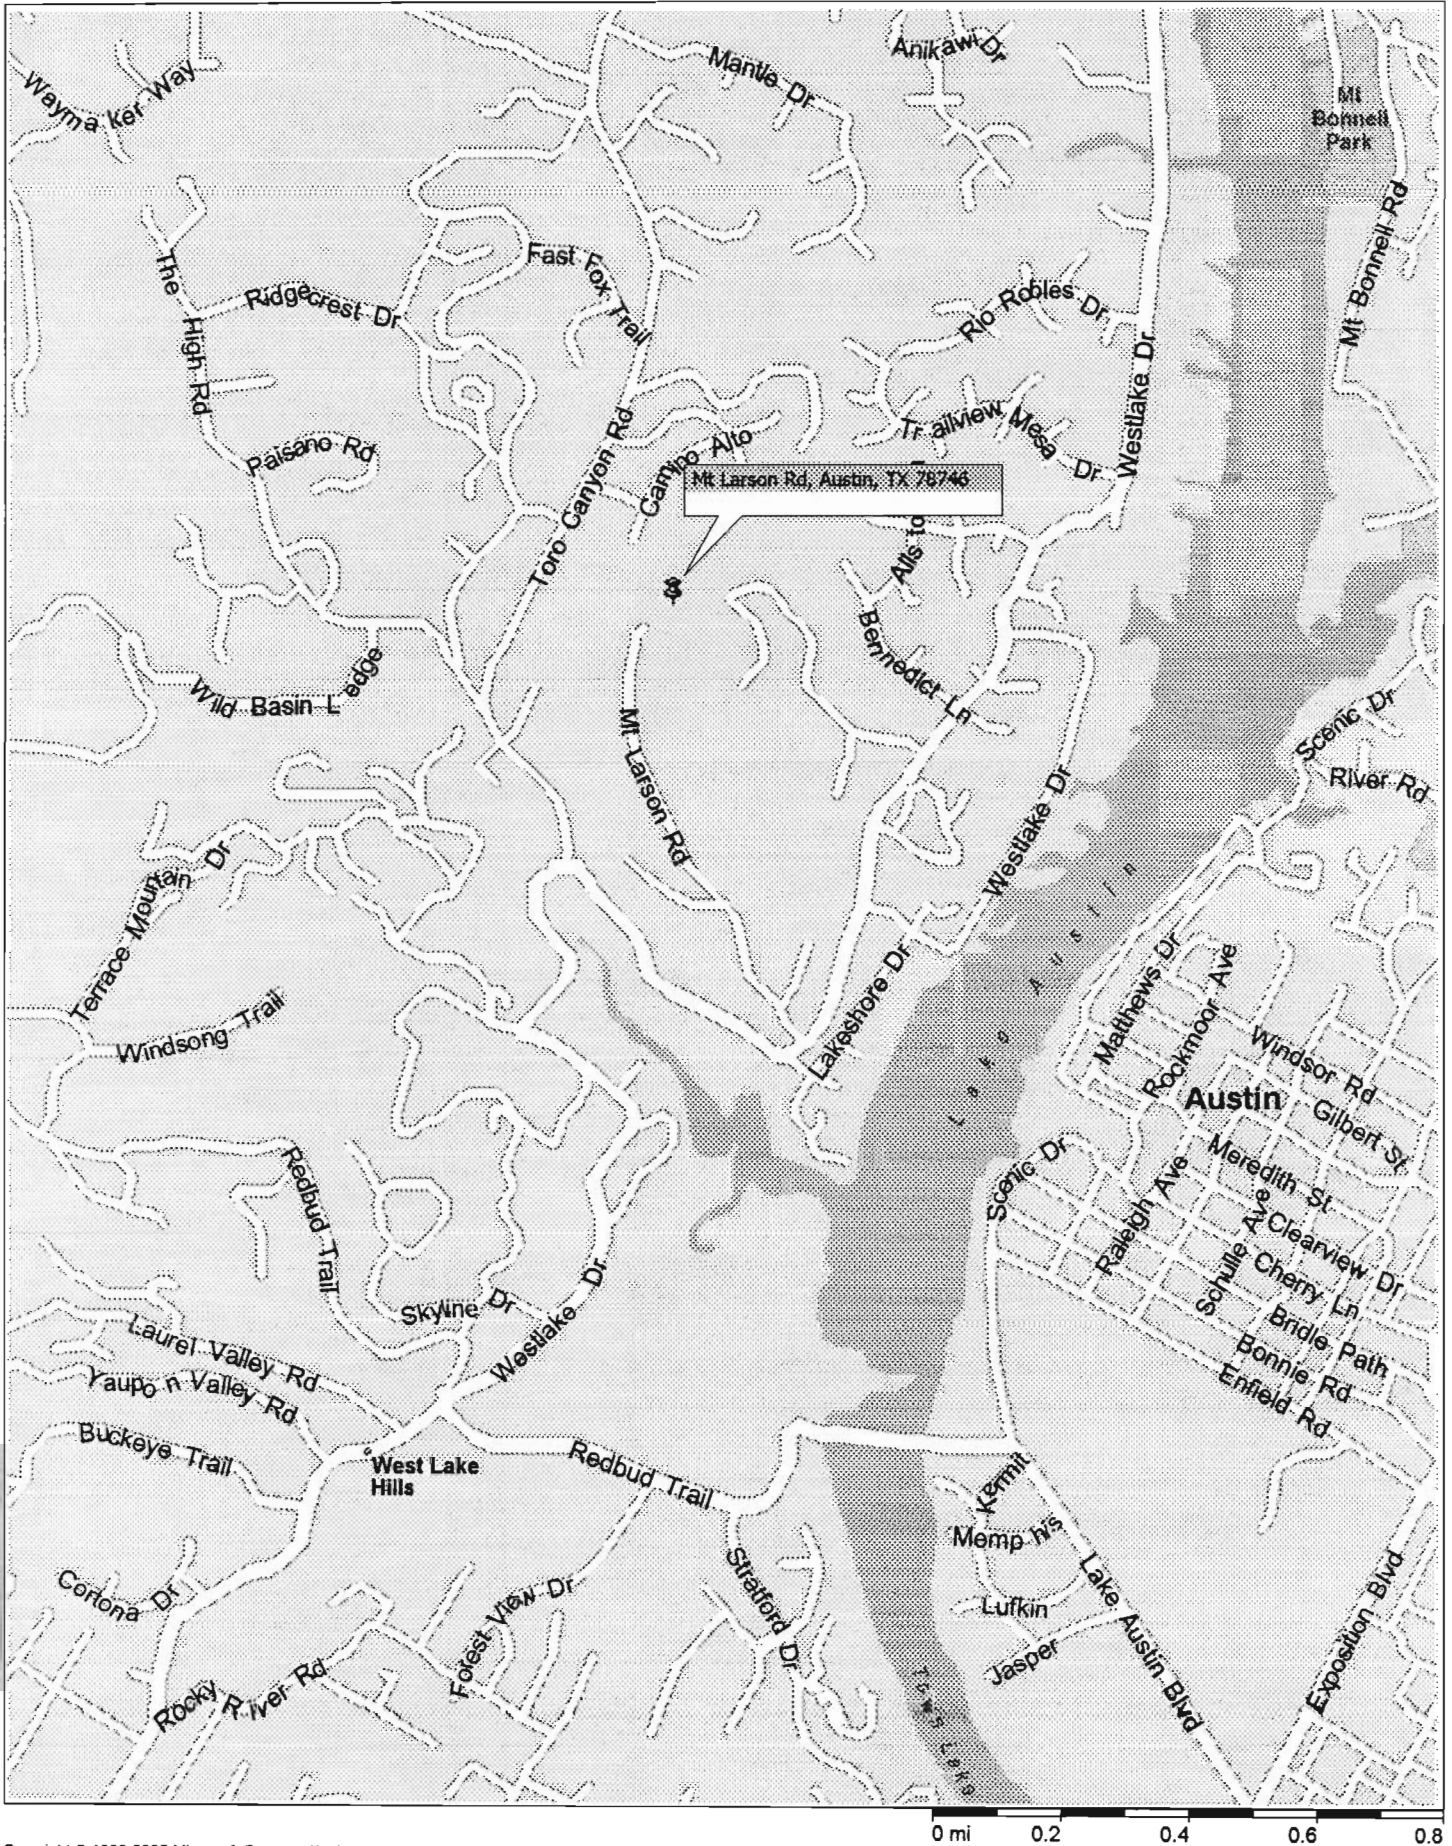 Waymaker Way
Mantle Dr
Anikawi Dr
Mt
Bonnell
Park
The High Rd
Ridgecrest Dr
Fast Fox Trail
Rio Robles Dr
Mt Bonnell Rd
Westlake Dr
Trailview Mesa Dr
Paisano Rd
Camino Alto
Toro Canyon Rd
Mt Larson Rd, Austin, TX 78746
Bennedict Ln
Wild Basin Ledge
Mt Larson Rd
Scenic Dr
River Rd
Westlake Dr
Terrace Mountain Dr
Lake Austin
Windsong Trail
Lakeshore Dr
Matthews Dr
Rockmoor Ave
Windsor Rd
Austin
Gilbert St
Scenic Dr
Meredith St
Raleigh Ave
Schulle Ave
Clearview Dr
Cherry Ln
Redbud Trail
Skyline Dr
Westlake Dr
Laurel Valley Rd
Bridle Path
Bonnie Rd
Enfield Rd
Yaupon Valley Rd
Buckeye Trail
West Lake
Hills
Redbud Trail
Kermit
Memphis
Lufkin
Jasper
Lake Austin Blvd
Exposition Blvd
Cortona Dr
Forest View Dr
Stratford Dr
Rocky River Rd
0 mi 0.2 0.4 0.6 0.8